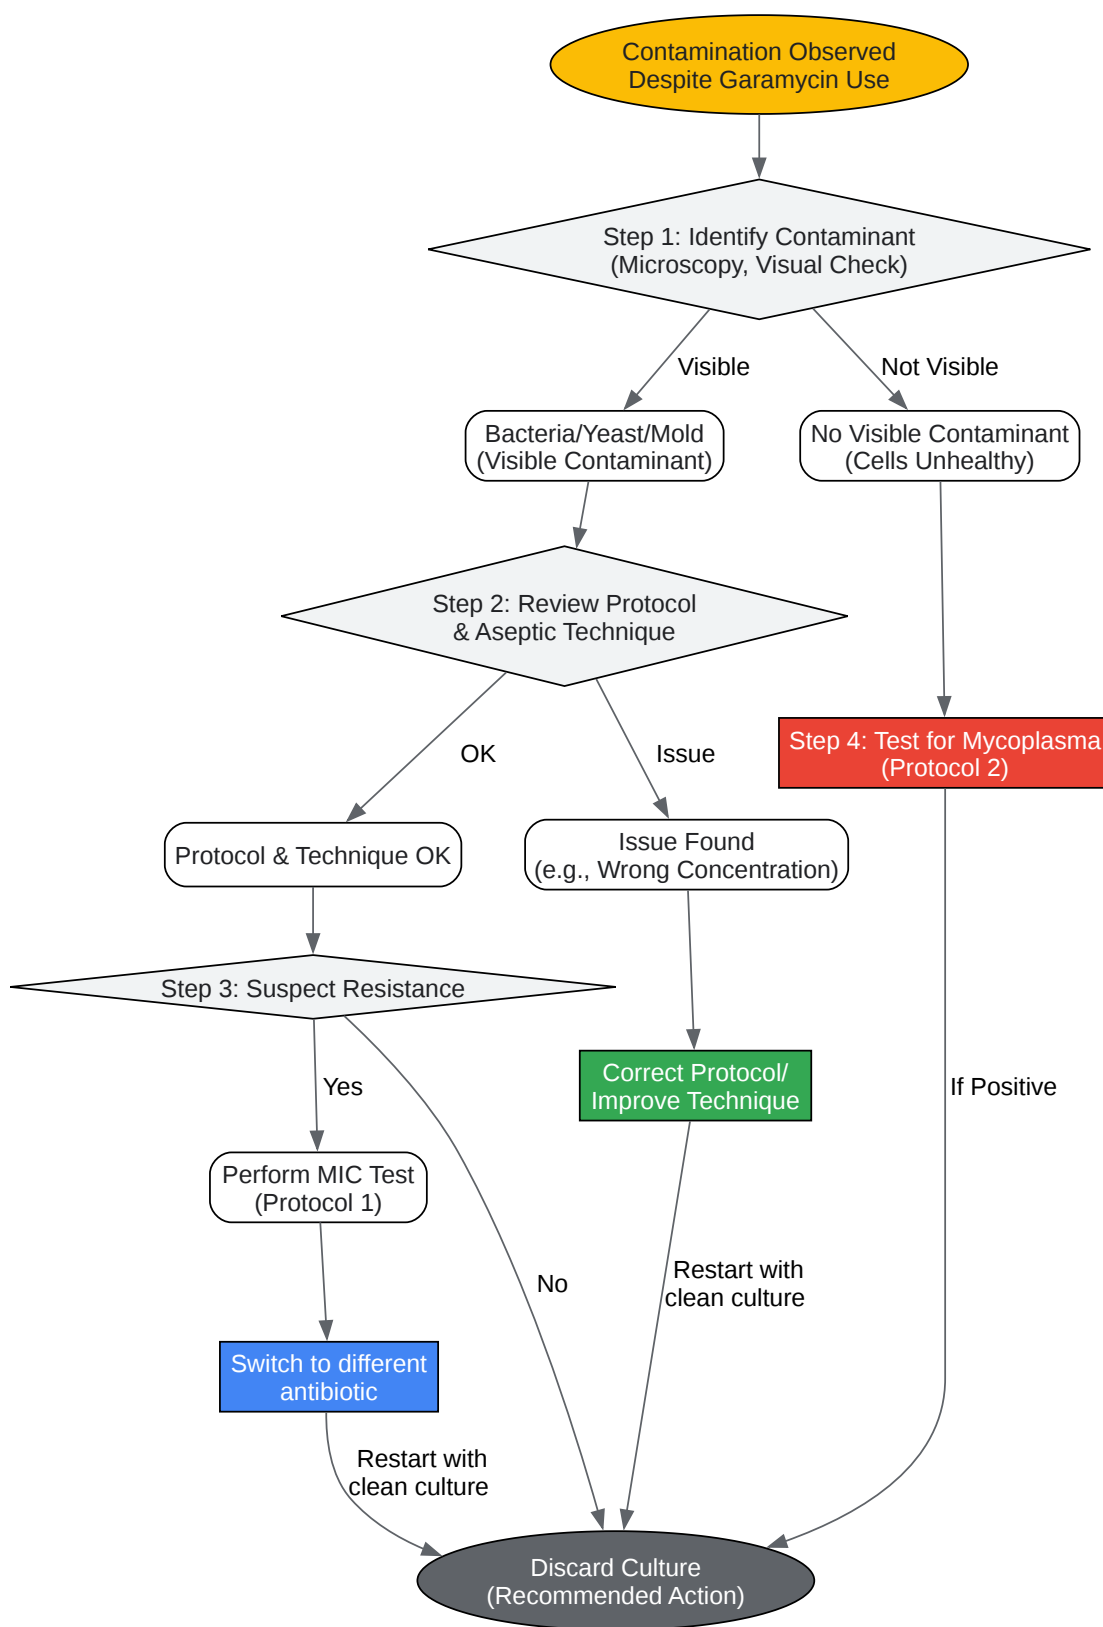 Contamination Observed
Despite Garamycin Use
Step 1: Identify Contaminant
(Microscopy, Visual Check)
Visible
Not Visible
Bacteria/Yeast/Mold
(Visible Contaminant)
No Visible Contaminant
(Cells Unhealthy)
Step 2: Review Protocol
& Aseptic Technique
OK
Issue
Step 4: Test for Mycoplasma
(Protocol 2)
Protocol & Technique OK
Issue Found
(e.g., Wrong Concentration)
Step 3: Suspect Resistance
Yes
Correct Protocol/
Improve Technique
If Positive
Perform MIC Test
(Protocol 1)
No
Restart with
clean culture
Switch to different
antibiotic
Restart with
clean culture
Discard Culture
(Recommended Action)